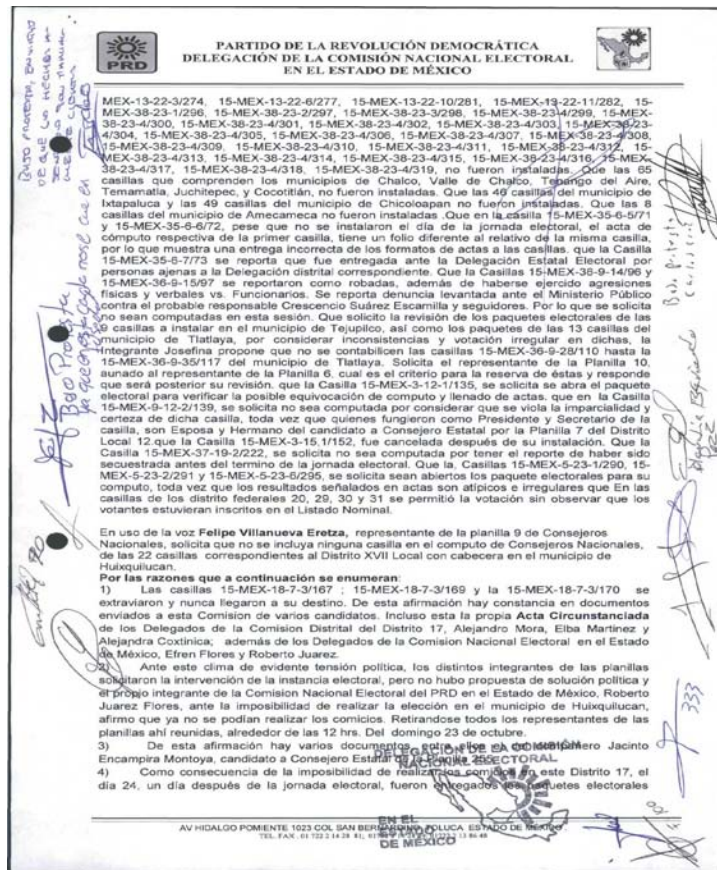 PARTIDO DE LA REVOLUCIÓN DEMOCRÁTICA
DELEGACIÓN DE LA COMISIÓN NACIONAL ELECTORAL
EN EL ESTADO DE MÉXICO
PRD
MEX-13-22-3/274, 15-MEX-13-22-6/277, 15-MEX-13-22-10/281, 15-MEX-13-22-11/282, 15-
MEX-38-23-1/296, 15-MEX-38-23-2/297, 15-MEX-38-23-3/298, 15-MEX-38-23-4/299, 15-MEX-
38-23-4/300, 15-MEX-38-23-4/301, 15-MEX-38-23-4/302, 15-MEX-38-23-4/303, 15-MEX-38-23-
4/304, 15-MEX-38-23-4/305, 15-MEX-38-23-4/306, 15-MEX-38-23-4/307, 15-MEX-38-23-4/308,
15-MEX-38-23-4/309, 15-MEX-38-23-4/310, 15-MEX-38-23-4/311, 15-MEX-38-23-4/312, 15-
MEX-38-23-4/313, 15-MEX-38-23-4/314, 15-MEX-38-23-4/315, 15-MEX-38-23-4/316, 15-MEX-
38-23-4/317, 15-MEX-38-23-4/318, 15-MEX-38-23-4/319, no fueron instaladas. Que las 65
casillas que comprenden los municipios de Chalco, Valle de Chalco, Tepango del Aire,
Temamatla, Juchitepec, y Cocotitlán, no fueron instaladas. Que las 46 casillas del municipio de
Ixtapaluca y las 49 casillas del municipio de Chicoloapan no fueron instaladas. Que las 8
casillas del municipio de Amecameca no fueron instaladas .Que en la casilla 15-MEX-35-6-5/71
y 15-MEX-35-6-6/72, pese que no se instalaron el día de la jornada electoral, el acta de
cómputo respectiva de la primer casilla, tiene un folio diferente al relativo de la misma casilla,
por lo que muestra una entrega incorrecta de los formatos de actas a las casillas. que la Casilla
15-MEX-35-6-7/73 se reporta que fue entregada ante la Delegación Estatal Electoral por
personas ajenas a la Delegación distrital correspondiente. Que la Casillas 15-MEX-38-9-14/96 y
15-MEX-36-9-15/97 se reportaron como robadas, además de haberse ejercido agresiones
físicas y verbales vs. Funcionarios. Se reporta denuncia levantada ante el Ministerio Público
contra el probable responsable Crescencio Suárez Escamilla y seguidores. Por lo que se solicita
no sean computadas en esta sesión. Que solicito la revisión de los paquetes electorales de las
9 casillas a instalar en el municipio de Tejupilco, así como los paquetes de las 13 casillas del
municipio de Tlatlaya, por considerar inconsistencias y votación irregular en dichas, la
Integrante Josefina propone que no se contabilicen las casillas 15-MEX-36-9-28/110 hasta la
15-MEX-36-9-35/117 del municipio de Tlatlaya. Solicita el representante de la Planilla 10,
aunado al representante de la Planilla 6, cual es el criterio para la reserva de éstas y responde
que será posterior su revisión. que la Casilla 15-MEX-3-12-1/135, se solicita se abra el paquete
electoral para verificar la posible equivocación de computo y llenado de actas. que en la Casilla
15-MEX-9-12-2/139, se solicita no sea computada por considerar que se viola la imparcialidad y
certeza de dicha casilla, toda vez que quienes fungieron como Presidente y Secretario de la
casilla, son Esposo y Hermano del candidato a Consejero Estatal por la Planilla 7 del Distrito
Local 12.que la Casilla 15-MEX-3-15,1/152, fue cancelada después de su instalación. Que la
Casilla 15-MEX-37-19-2/222, se solicita no sea computada por tener el reporte de haber sido
secuestrada antes del termino de la jornada electoral. Que la, Casillas 15-MEX-5-23-1/290, 15-
MEX-5-23-2/291 y 15-MEX-23-6/295, se solicita sean abiertos los paquete electorales para su
computo, toda vez que los resultados señalados en actas son atípicos e irregulares que En las
casillas de los distrito federales 20, 29, 30 y 31 se permitió la votación sin observar que los
votantes estuvieran inscritos en el Listado Nominal.
En uso de la voz Felipe Villanueva Eretza, representante de la planilla 9 de Consejeros
Nacionales, solicita que no se incluya ninguna casilla en el computo de Consejeros Nacionales,
de las 22 casillas correspondientes al Distrito XVII Local con cabecera en el municipio de
Huixquilucan.
Por las razones que a continuación se enumeran:
1) Las casillas 15-MEX-18-7-3/167 ; 15-MEX-18-7-3/169 y la 15-MEX-18-7-3/170 se
extraviaron y nunca llegaron a su destino. De esta afirmación hay constancia en documentos
enviados a esta Comision de varios candidatos. Incluso esta la propia Acta Circunstanciada
de los Delegados de la Comision Distrital del Distrito 17, Alejandro Mora, Elba Martinez y
Alejandra Coxtinica; además de los Delegados de la Comision Nacional Electoral en el Estado
de México, Efren Flores y Roberto Juarez.
2) Ante este clima de evidente tensión política, los distintos integrantes de las planillas
solicitaron la intervención de la instancia electoral, pero no hubo propuesta de solución política y
el propio integrante de la Comision Nacional Electoral del PRD en el Estado de México, Roberto
Juarez Flores, ante la imposibilidad de realizar la elección en el municipio de Huixquilucan,
afirmo que ya no se podían realizar los comicios. Retirandose todos los representantes de las
planillas ahí reunidas, alrededor de las 12 hrs. Del domingo 23 de octubre.
3) De esta afirmación hay varios documentos, entre ellos el del compañero Jacinto
Encampira Montoya, candidato a Consejero Estatal de la Planilla 255.
4) Como consecuencia de la imposibilidad de realizar los comicios en este Distrito 17, el
día 24, un día después de la jornada electoral, fueron entregados los paquetes electorales
DELEGACIÓN DE LA COMISIÓN
NACIONAL ELECTORAL
EN EL
ESTADO
DE MEXICO
AV HIDALGO POMIENTE 1023 COL SAN BERNARDINO, TOLUCA, ESTADO DE MEXICO.
Bajo Protesta
333